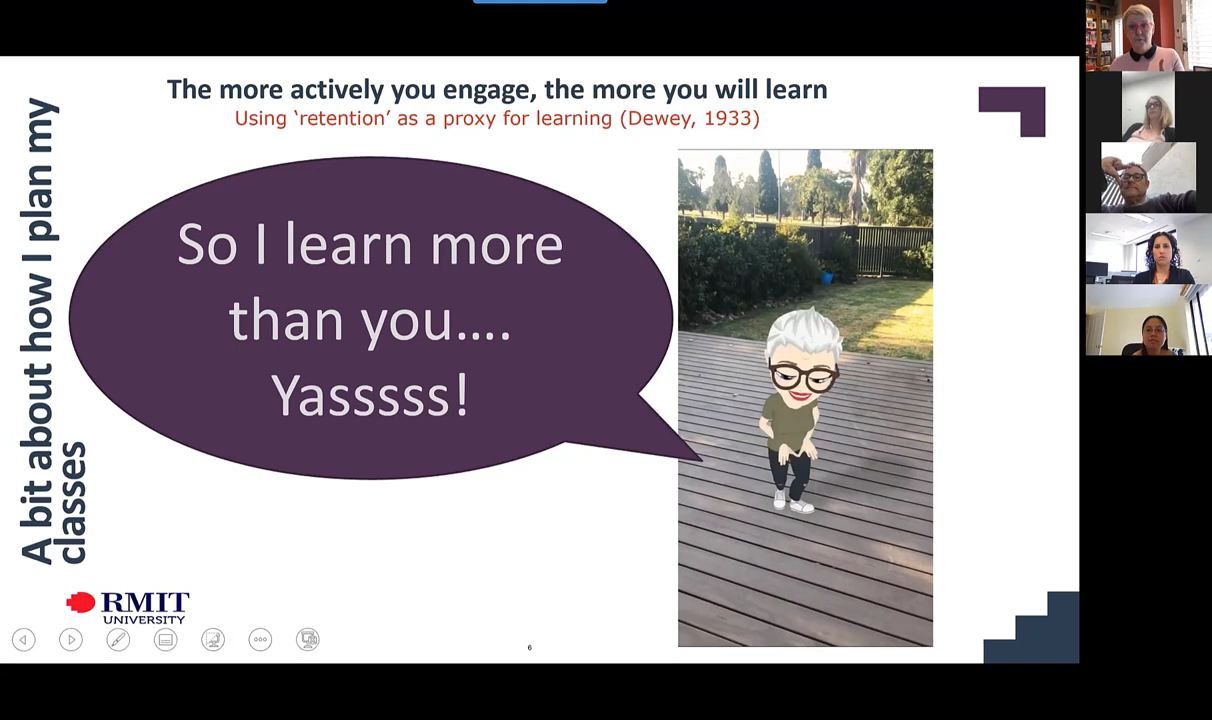 The more actively you engage, the more you will learn
Using ‘retention’ as a proxy for learning (Dewey, 1933)
A bit about how I plan my
classes
So I learn more
than you....
Yasssss!
RMIT
UNIVERSITY
6